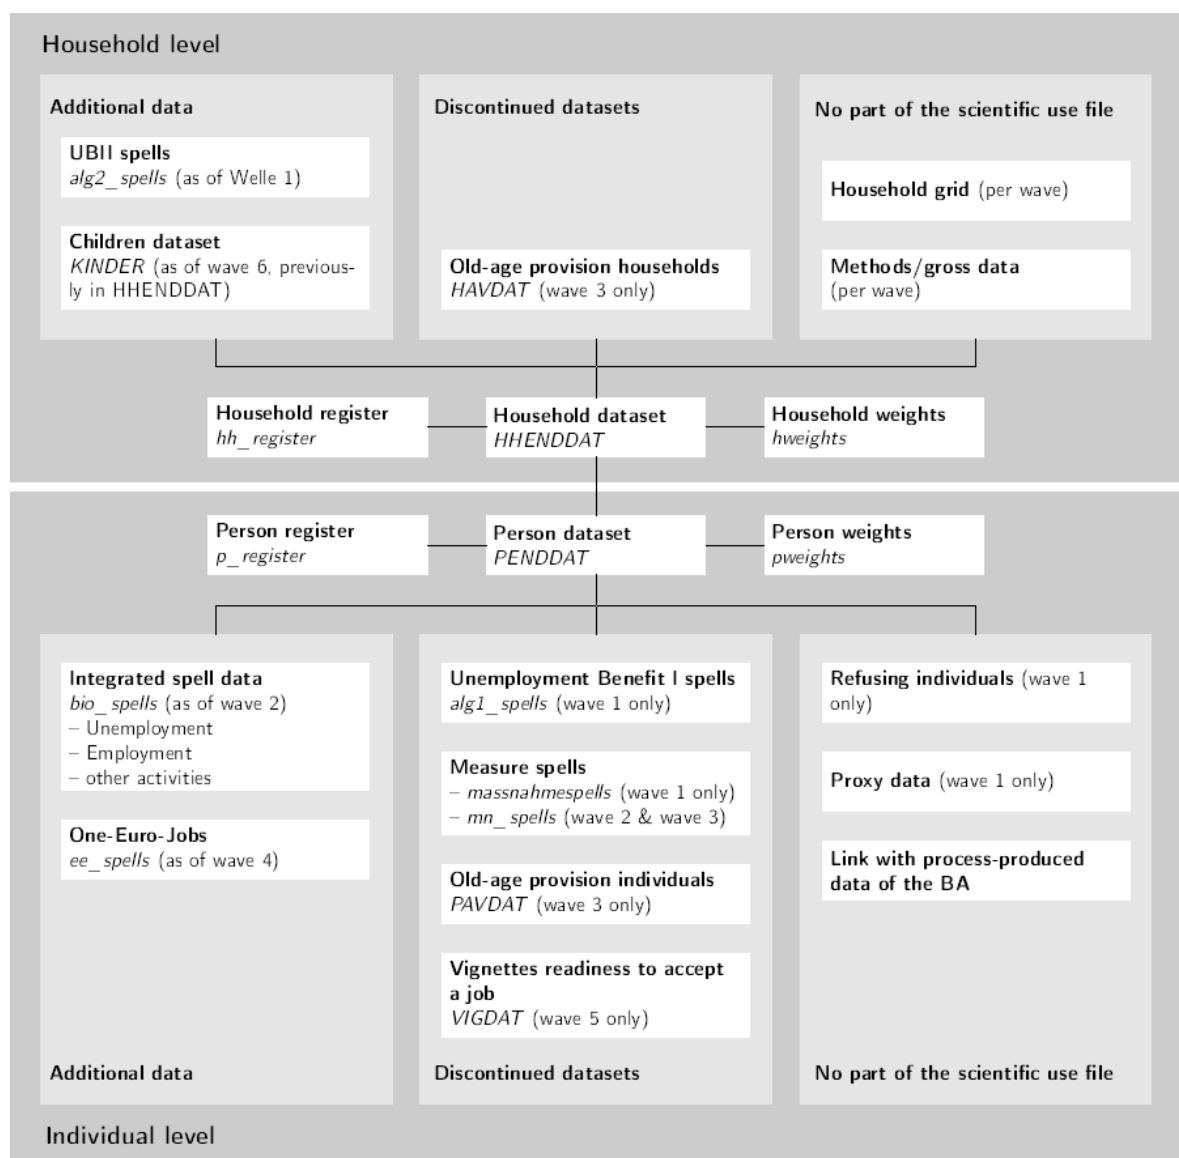 Household level
Additional data
UBII spells
alg2_spells (as of Welle 1)
Children dataset
KINDER (as of wave 6, previous-
ly in HHENDDAT)
Discontinued datasets
Old-age provision households
HAVDAT (wave 3 only)
No part of the scientific use file
Household grid (per wave)
Methods/gross data
(per wave)
Household register
hh_register
Household dataset
HHENDDAT
Household weights
hweights
Person register
p_register
Person dataset
PENDDAT
Person weights
pweights
Integrated spell data
bio_spells (as of wave 2)
– Unemployment
– Employment
– other activities
One-Euro-Jobs
ee_spells (as of wave 4)
Additional data
Unemployment Benefit I spells
alg1_spells (wave 1 only)
Measure spells
– massnahmespells (wave 1 only)
– mn_spells (wave 2 & wave 3)
Old-age provision individuals
PAVDAT (wave 3 only)
Vignettes readiness to accept
a job
VIGDAT (wave 5 only)
Discontinued datasets
Refusing individuals (wave 1
only)
Proxy data (wave 1 only)
Link with process-produced
data of the BA
No part of the scientific use file
Individual level